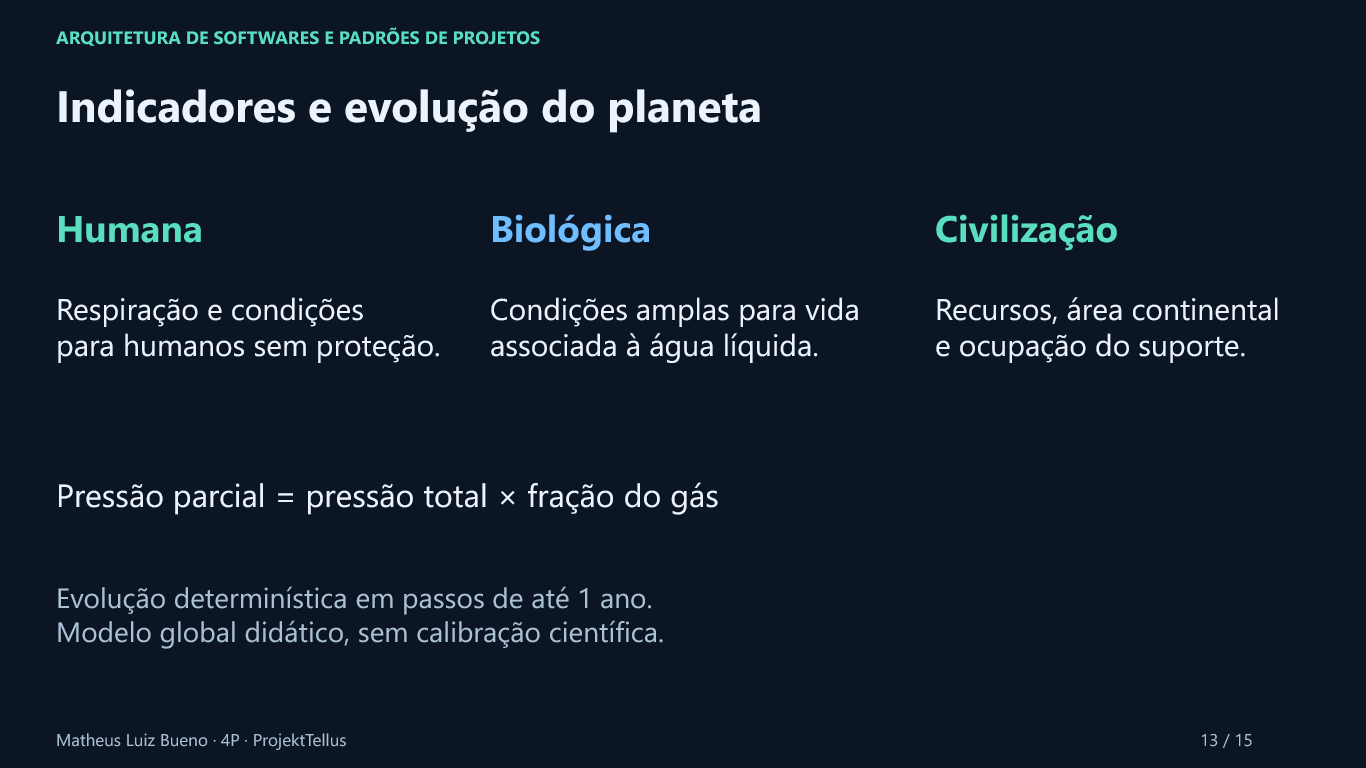 ARQUITETURA DE SOFTWARES E PADRÕES DE PROJETOS
Indicadores e evolução do planeta
Humana
Respiração e condições
para humanos sem proteção.
Biológica
Condições amplas para vida
associada à água líquida.
Civilização
Recursos, área continental
e ocupação do suporte.
Pressão parcial = pressão total × fração do gás
Evolução determinística em passos de até 1 ano.
Modelo global didático, sem calibração científica.
Matheus Luiz Bueno · 4P · ProjektTellus
13 / 15